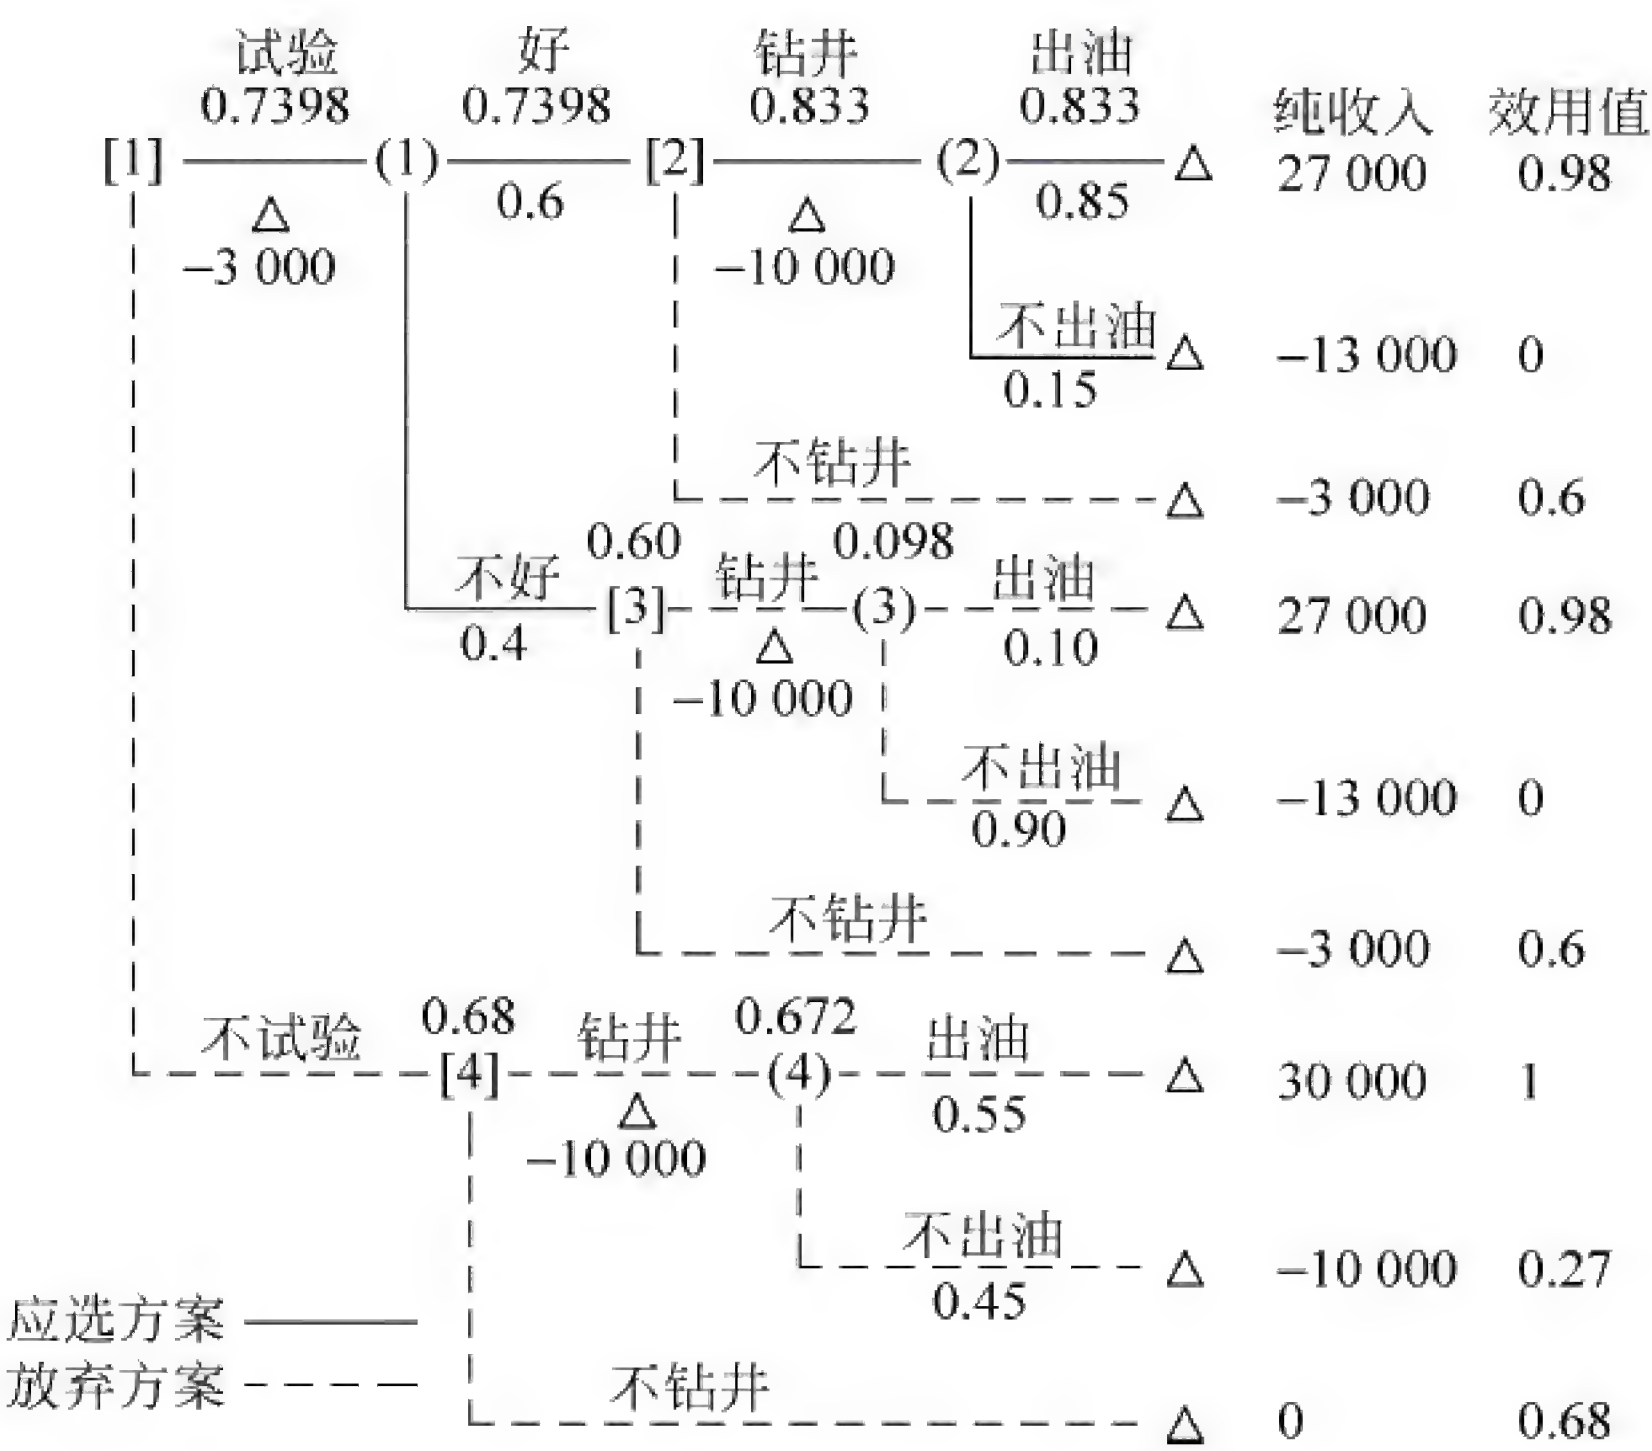 试验 好 钻井 出油
0.7398 0.7398 0.833 0.833 纯收入 效用值
[1] (1) [2] (2) △ 27 000 0.98
△ 0.6 △ 0.85
−3 000 −10 000
不出油 △ −13 000 0
0.15
不钻井 △ −3 000 0.6
0.60 0.098
不好 [3] 钻井 (3) 出油 △ 27 000 0.98
0.4 △ 0.10
−10 000
不出油 △ −13 000 0
0.90
不钻井 △ −3 000 0.6
0.68 0.672
不试验 [4] 钻井 (4) 出油 △ 30 000 1
△ 0.55
−10 000
不出油 △ −10 000 0.27
0.45
应选方案
放弃方案
不钻井 △ 0 0.68